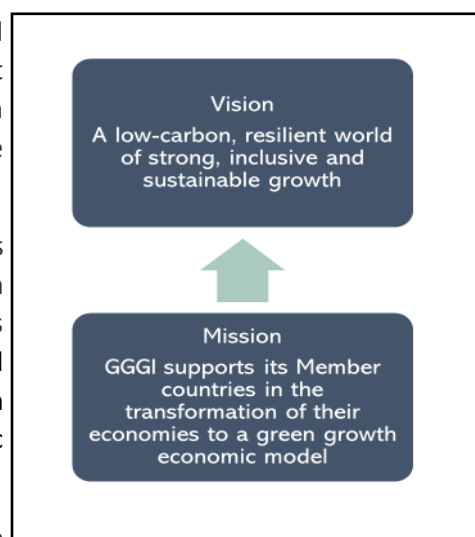 Vision
A low-carbon, resilient world
of strong, inclusive and
sustainable growth
Mission
GGGI supports its Member
countries in the
transformation of their
economies to a green growth
economic model